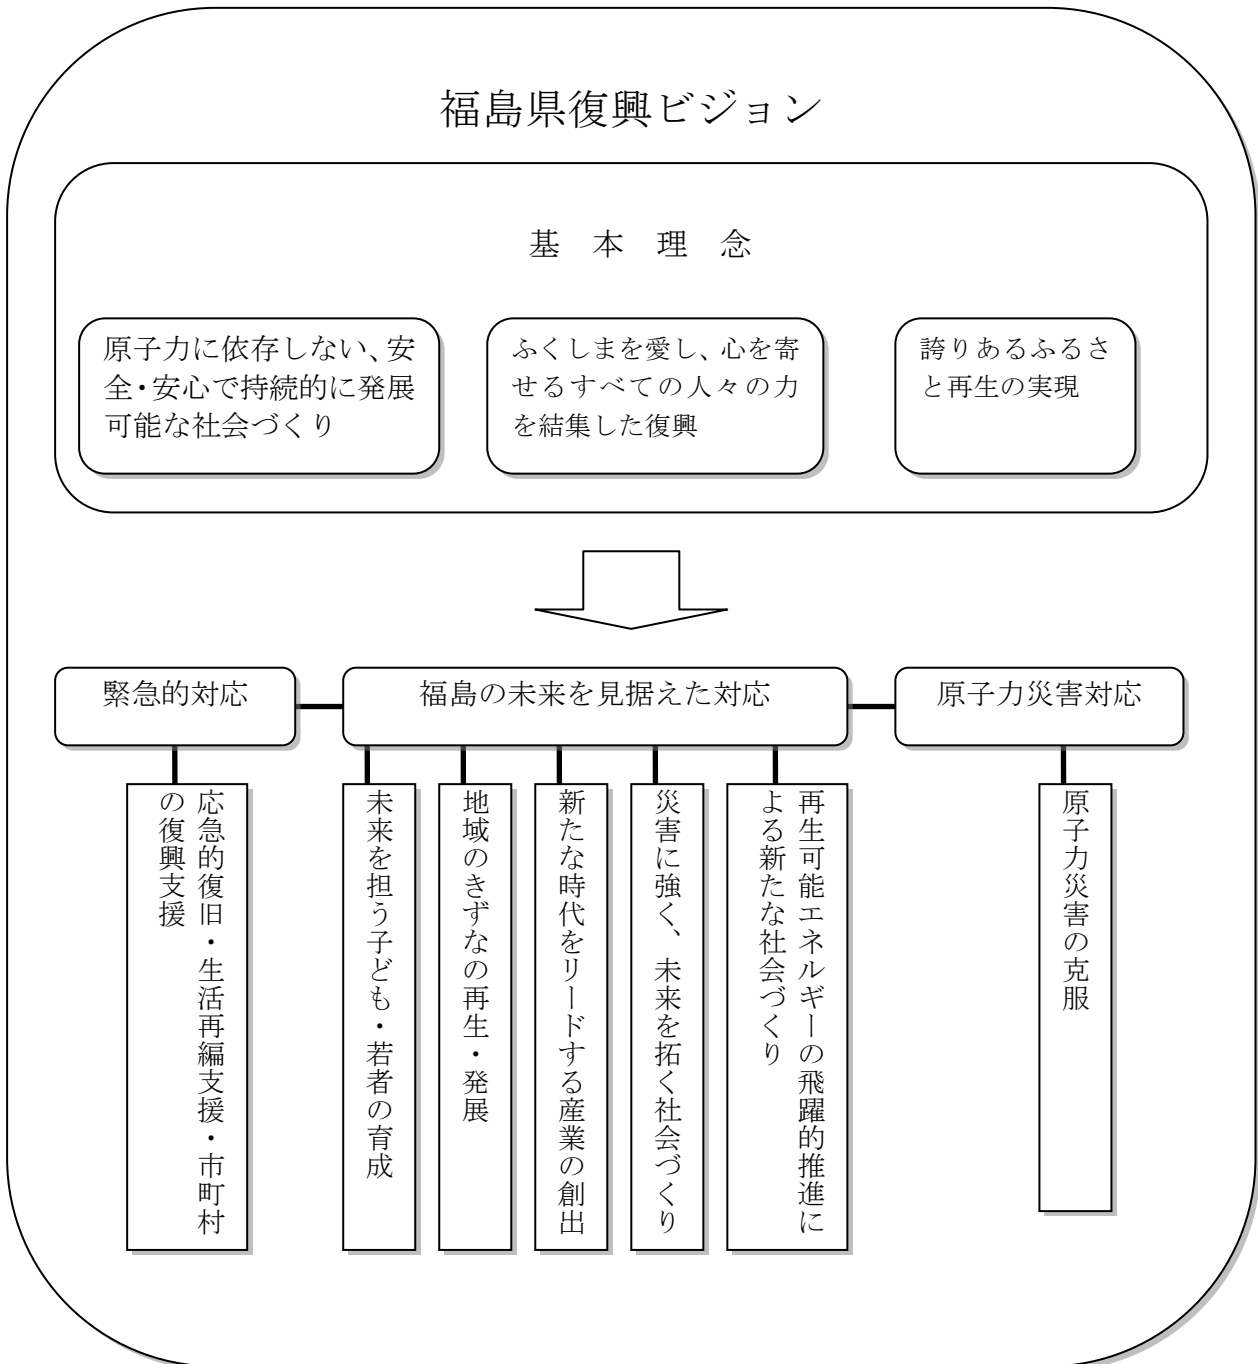 福島県復興ビジョン
基　本　理　念
原子力に依存しない、安
全・安心で持続的に発展
可能な社会づくり
ふくしまを愛し、心を寄
せるすべての人々の力
を結集した復興
誇りあるふるさ
と再生の実現
緊急的対応
福島の未来を見据えた対応
原子力災害対応
応急的復旧・生活再編支援・市町村
の復興支援
未来を担う子ども・若者の育成
地域のきずなの再生・発展
新たな時代をリードする産業の創出
災害に強く、未来を拓く社会づくり
再生可能エネルギーの飛躍的推進に
よる新たな社会づくり
原子力災害の克服